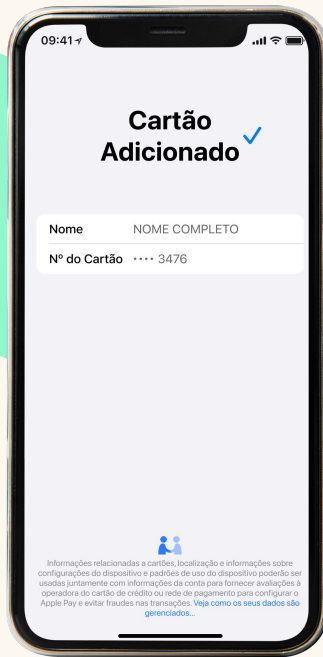 09:41
Cartão
Adicionado
Nome NOME COMPLETO
Nº do Cartão •••• 3476
Informações relacionadas a cartões, localização e informações sobre
configurações do dispositivo e padrões de uso do dispositivo poderão ser
usadas juntamente com informações da conta para fornecer avaliações à
operadora do cartão de crédito ou rede de pagamento para configurar o
Apple Pay e evitar fraudes nas transações. Veja como os seus dados são
gerenciados...